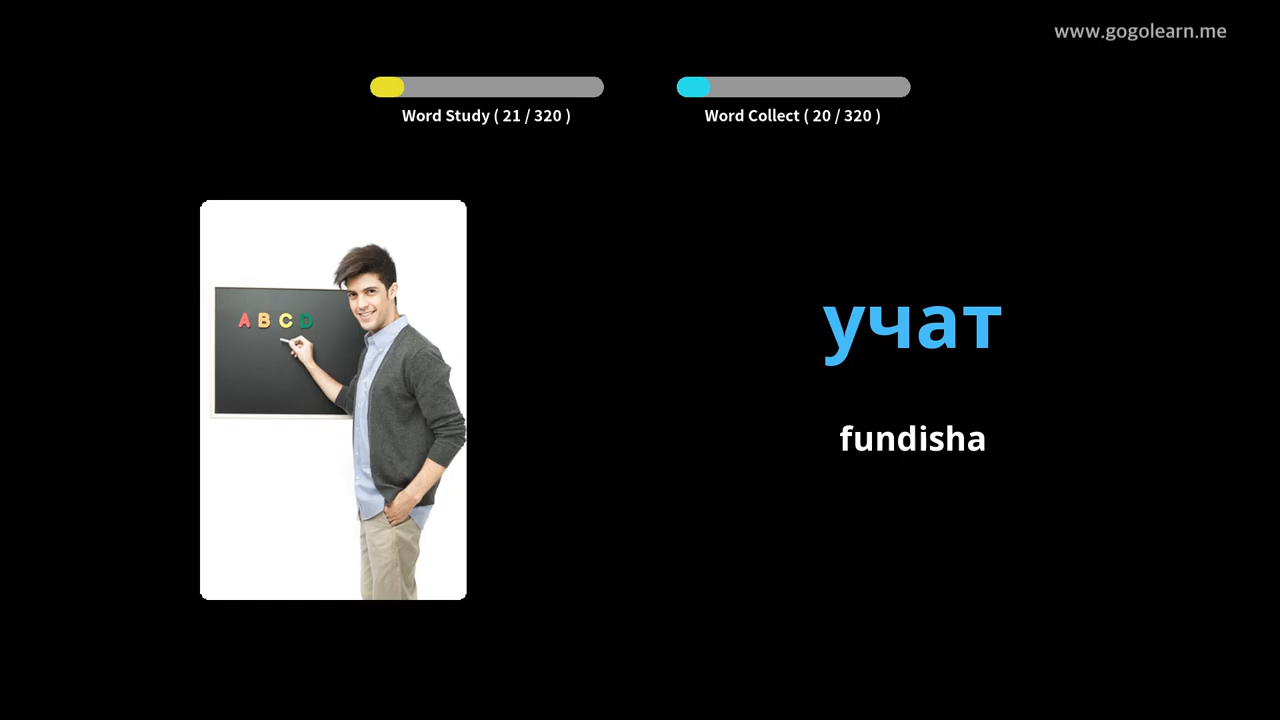 www.gogolearn.me
Word Study ( 21 / 320 )
Word Collect ( 20 / 320 )
A B C D
учат
fundisha